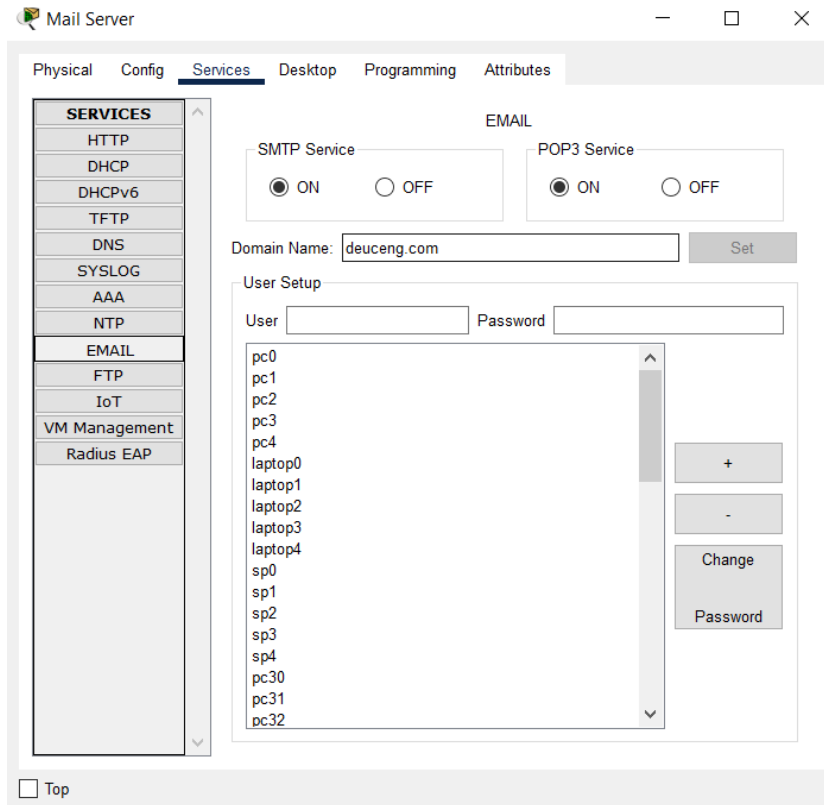 Mail Server
Physical Config Services Desktop Programming Attributes
SERVICES
HTTP
DHCP
DHCPv6
TFTP
DNS
SYSLOG
AAA
NTP
EMAIL
FTP
IoT
VM Management
Radius EAP
EMAIL
SMTP Service
ON OFF
POP3 Service
ON OFF
Domain Name: deuceng.com Set
User Setup
User Password
pc0
pc1
pc2
pc3
pc4
laptop0
laptop1
laptop2
laptop3
laptop4
sp0
sp1
sp2
sp3
sp4
pc30
pc31
pc32
+
-
Change
Password
Top